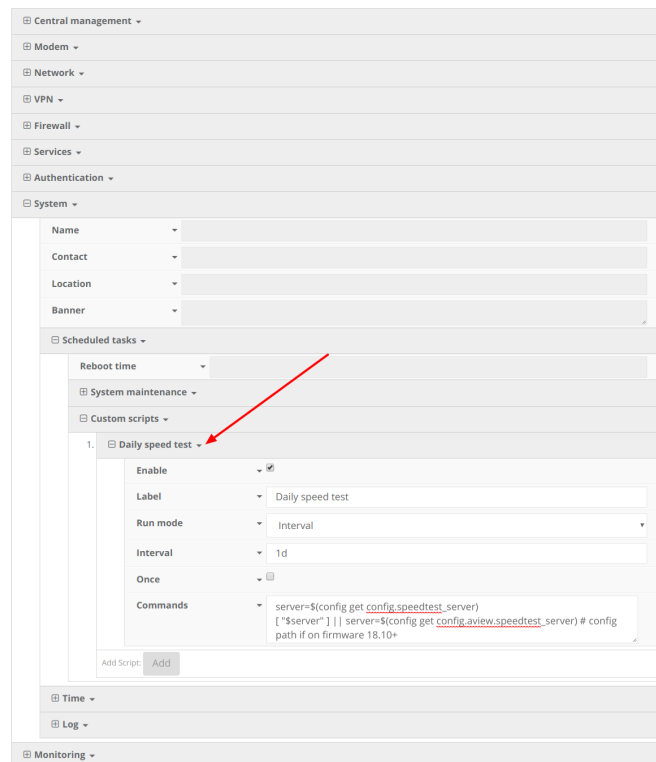 Central management
Modem
Network
VPN
Firewall
Services
Authentication
System
Name
Contact
Location
Banner
Scheduled tasks
Reboot time
System maintenance
Custom scripts
1. Daily speed test
Enable
Label Daily speed test
Run mode Interval
Interval 1d
Once
Commands server=$(config get config.speedtest_server)
[ "$server" ] || server=$(config get config.aview.speedtest_server) # config
path if on firmware 18.10+
Add Script: Add
Time
Log
Monitoring